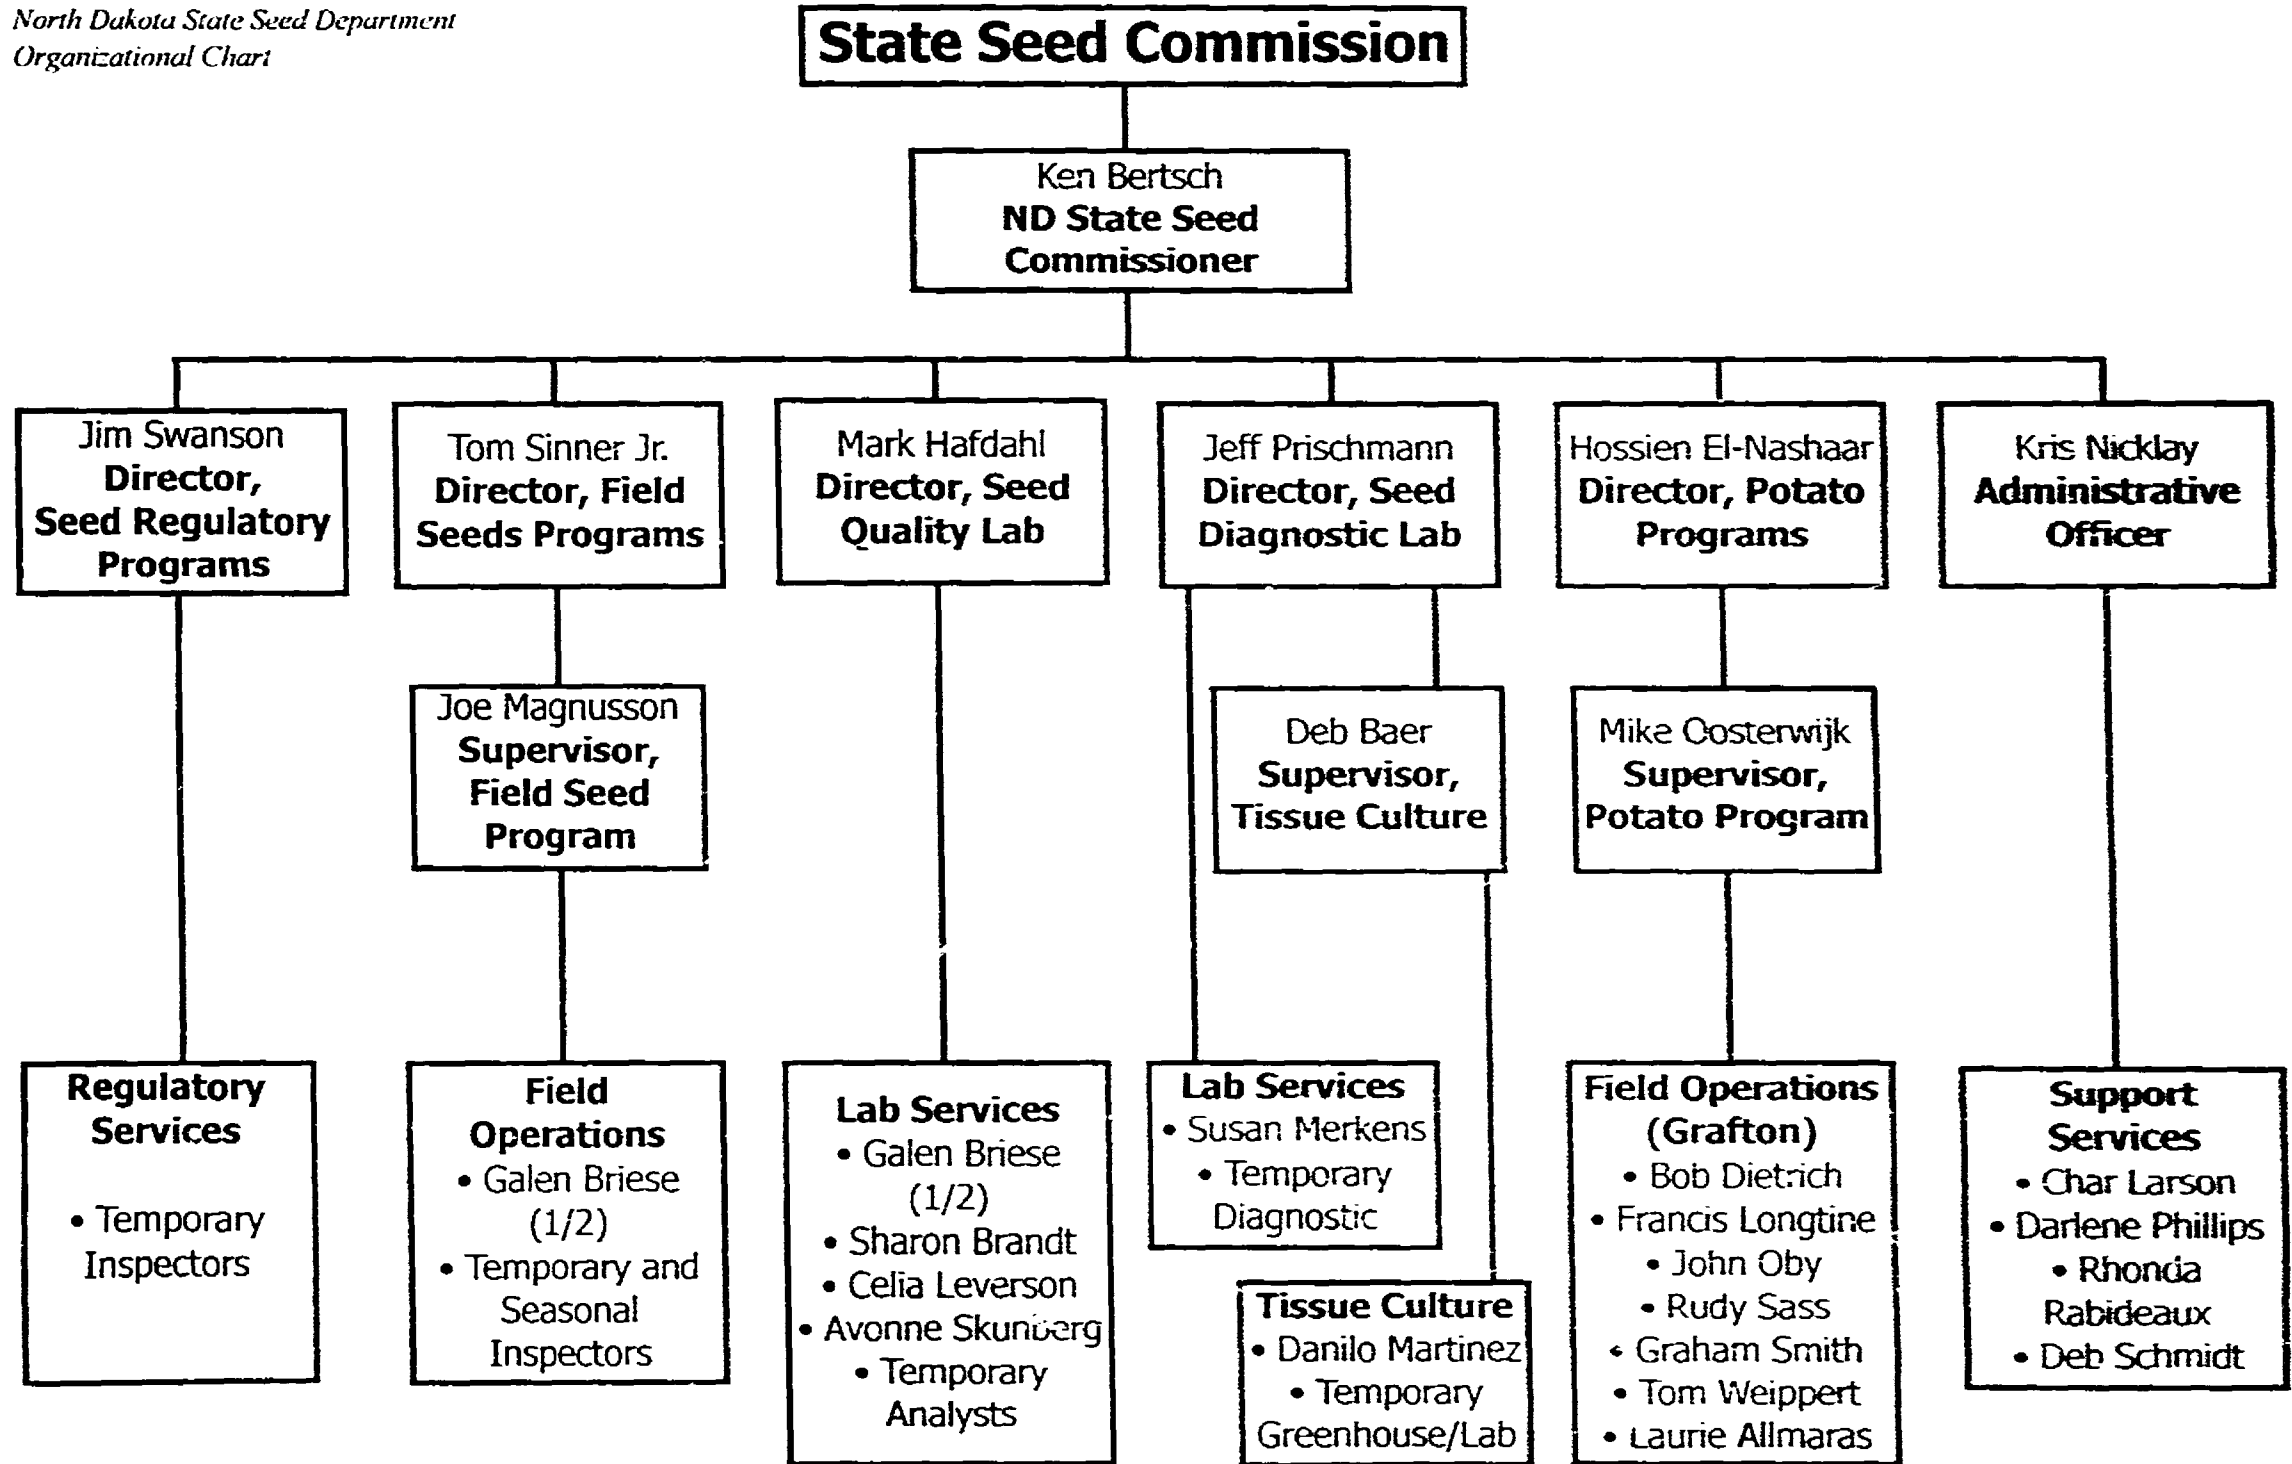 North Dakota State Seed Department
Organizational Chart
State Seed Commission
Ken Bertsch
ND State Seed
Commissioner
Jim Swanson
Director,
Seed Regulatory
Programs
Tom Sinner Jr.
Director, Field
Seeds Programs
Mark Hafdahl
Director, Seed
Quality Lab
Jeff Prischmann
Director, Seed
Diagnostic Lab
Hossien El-Nashaar
Director, Potato
Programs
Kris Nicklay
Administrative
Officer
Joe Magnusson
Supervisor,
Field Seed
Program
Deb Baer
Supervisor,
Tissue Culture
Mike Oosterwijk
Supervisor,
Potato Program
Regulatory
Services
• Temporary
Inspectors
Field
Operations
• Galen Briese
(1/2)
• Temporary and
Seasonal
Inspectors
Lab Services
• Galen Briese
(1/2)
• Sharon Brandt
• Celia Leverson
• Avonne Skunberg
• Temporary
Analysts
Lab Services
• Susan Merkens
• Temporary
Diagnostic
Tissue Culture
• Danilo Martinez
• Temporary
Greenhouse/Lab
Field Operations
(Grafton)
• Bob Dietrich
• Francis Longtine
• John Oby
• Rudy Sass
• Graham Smith
• Tom Weippert
• Laurie Allmaras
Support
Services
• Char Larson
• Darlene Phillips
• Rhonda
Rabideaux
• Deb Schmidt